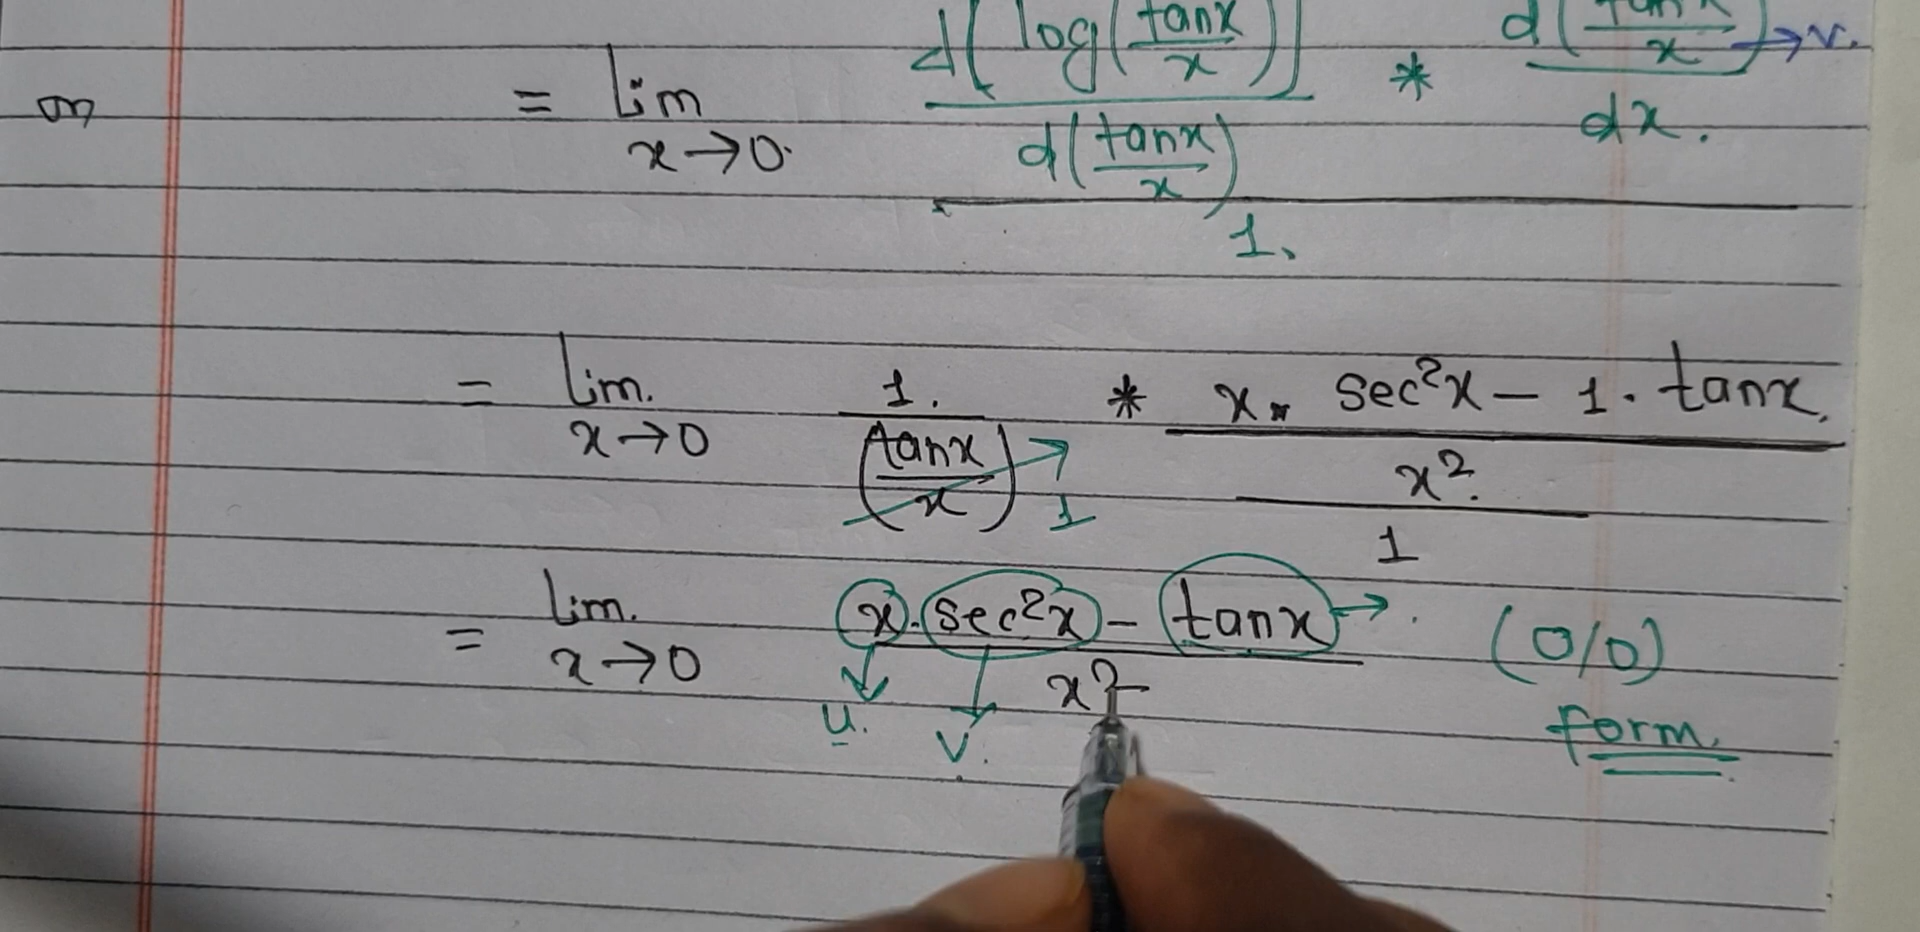 d(log(tanx/x)) * d(tanx/x) → v.
= lim d(tanx/x) dx.
x→0.
1.
= lim. 1. * x. sec²x - 1. tanx.
x→0 (tanx/x) → 1 x².
1
= lim. x. sec²x - tanx → . (0/0)
x→0 x² form.
u. v.